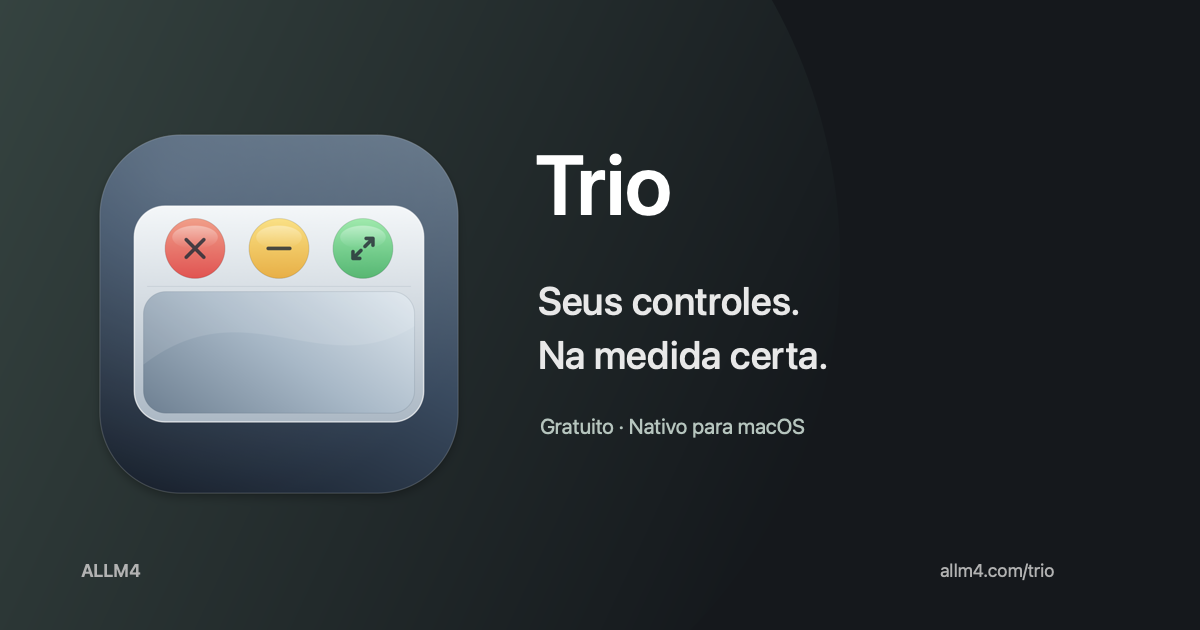 Trio
Seus controles.
Na medida certa.
Gratuito · Nativo para macOS
ALLM4
allm4.com/trio